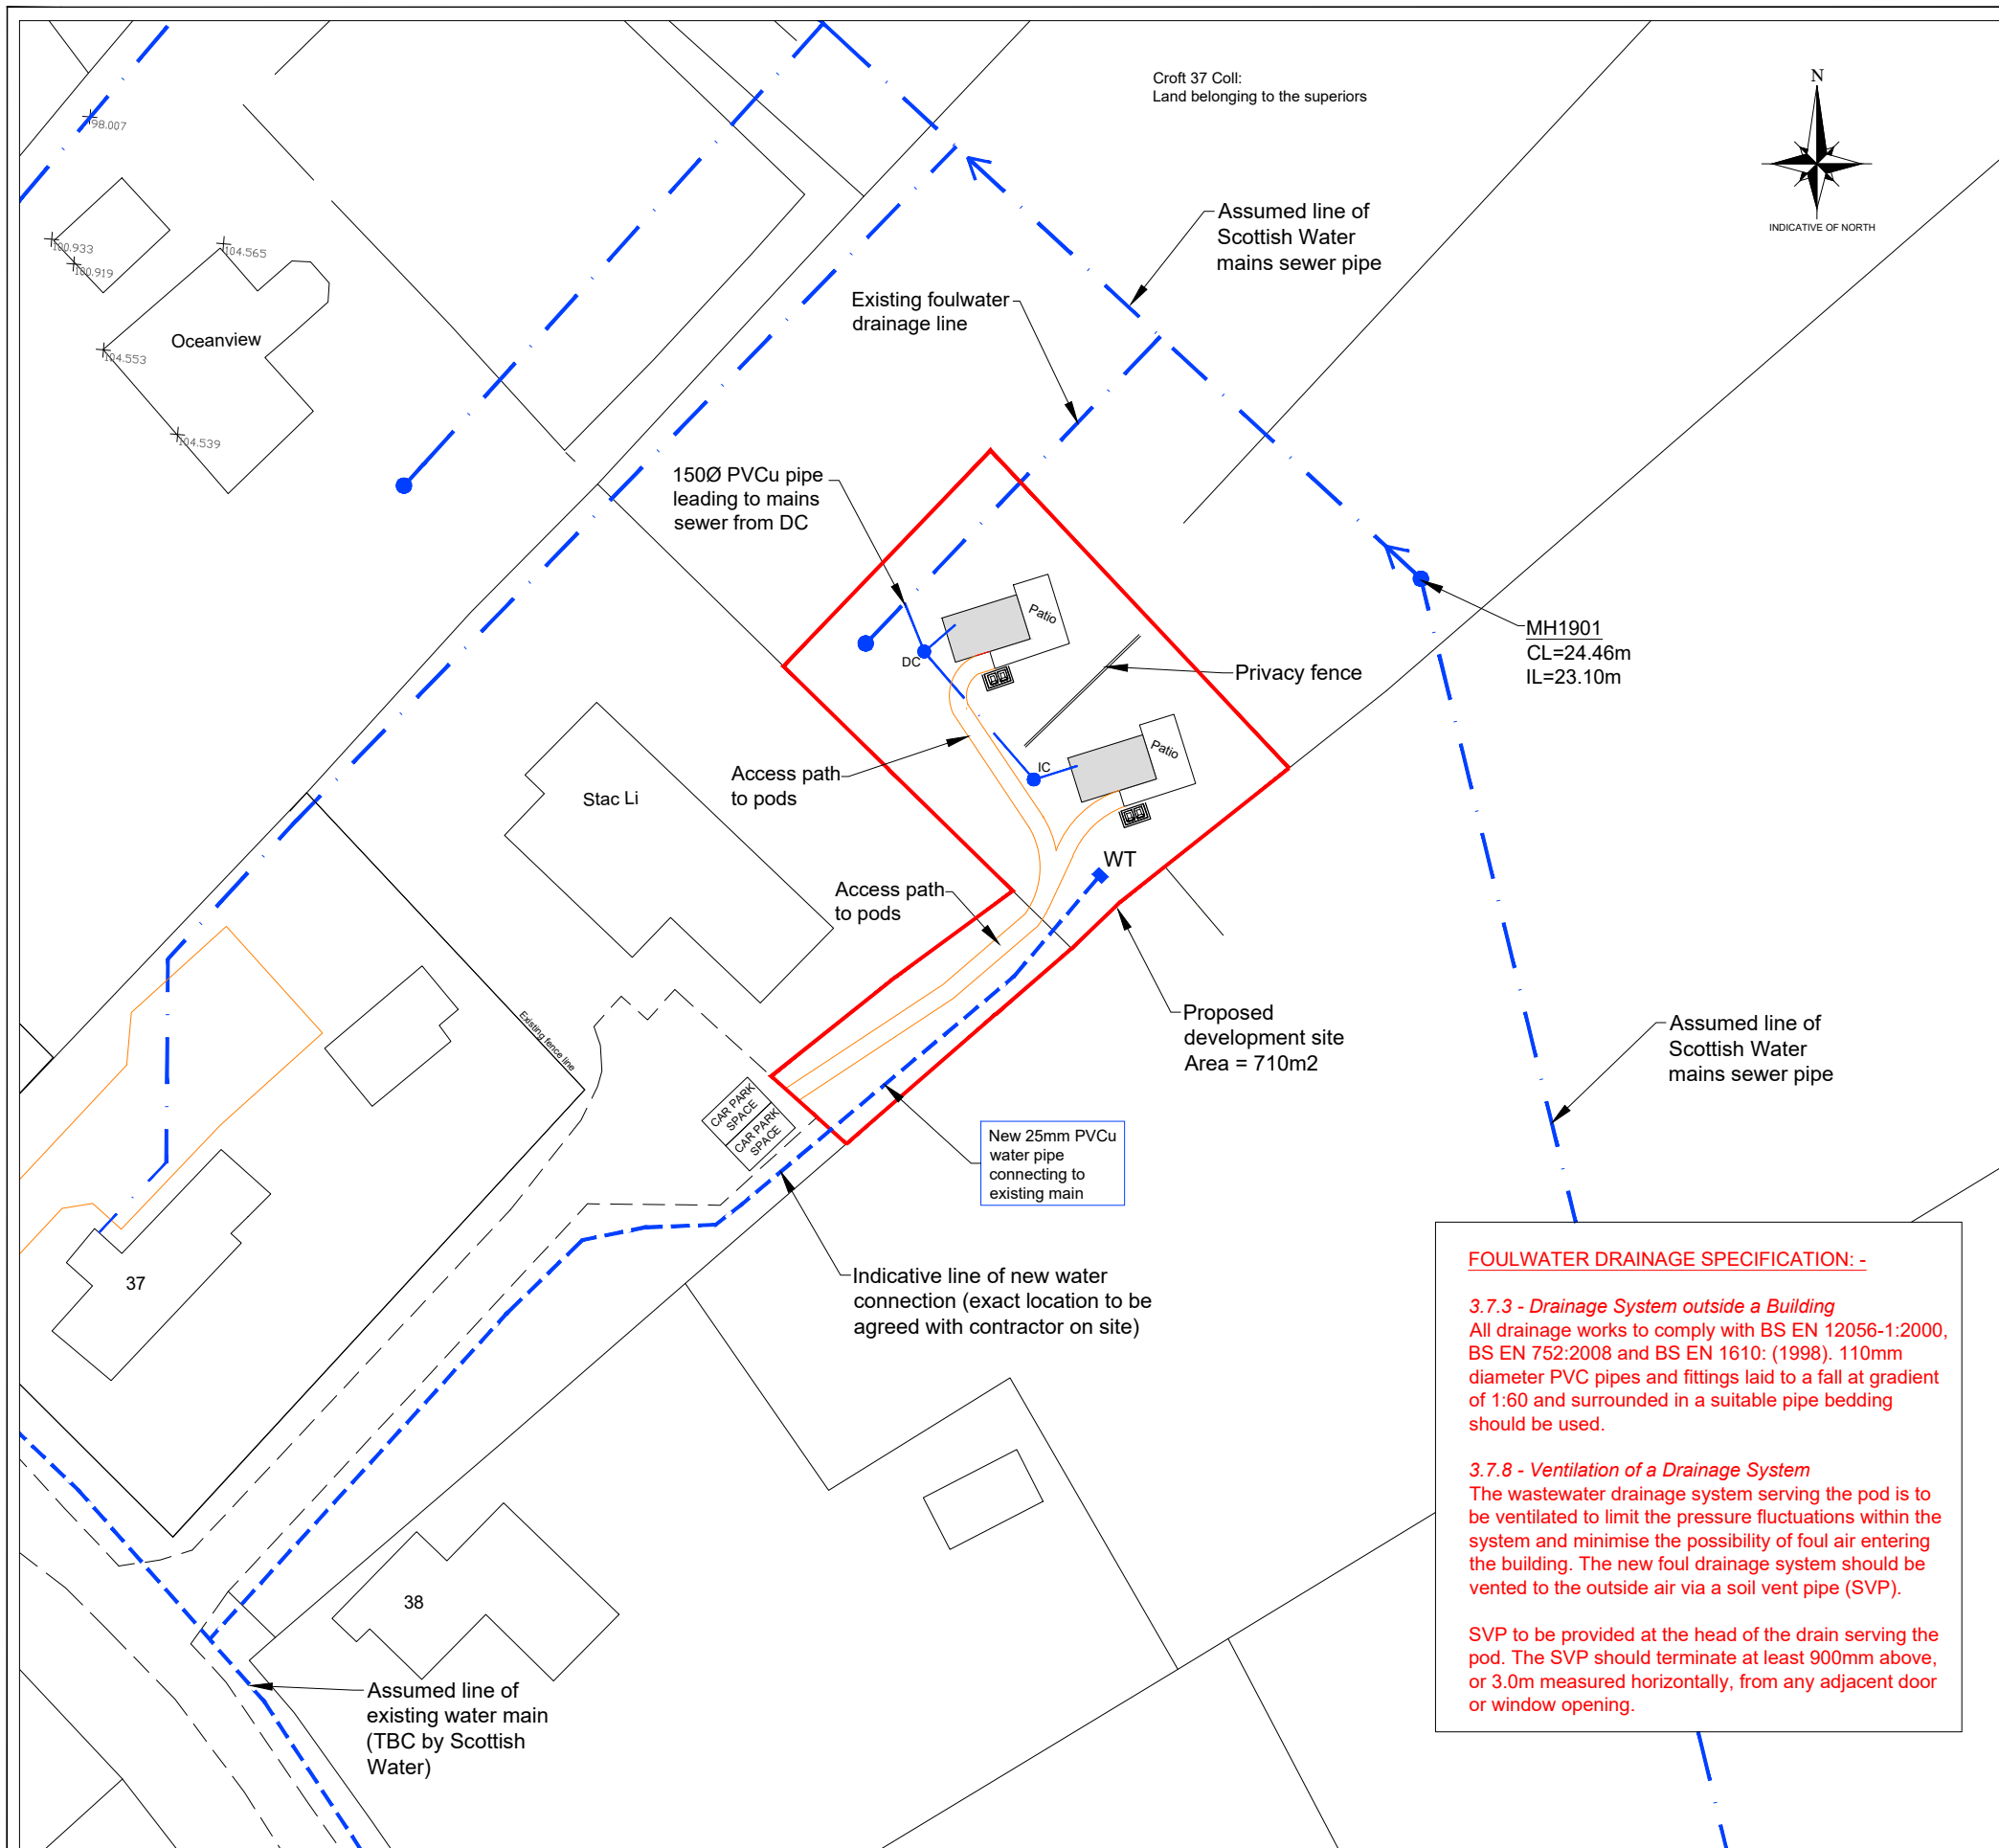 Croft 37 Coll:
Land belonging to the superiors
N
INDICATIVE OF NORTH
98.007
100.933
100.919
104.565
104.553
104.539
Oceanview
Assumed line of
Scottish Water
mains sewer pipe
Existing foulwater
drainage line
150Ø PVCu pipe
leading to mains
sewer from DC
DC
Patio
Privacy fence
MH1901
CL=24.46m
IL=23.10m
IC
Patio
Access path
to pods
Stac Li
WT
Access path
to pods
Existing fence line
Proposed
development site
Area = 710m2
Assumed line of
Scottish Water
mains sewer pipe
CAR PARK
SPACE
CAR PARK
SPACE
New 25mm PVCu
water pipe
connecting to
existing main
37
Indicative line of new water
connection (exact location to be
agreed with contractor on site)
38
Assumed line of
existing water main
(TBC by Scottish
Water)
FOULWATER DRAINAGE SPECIFICATION: -
3.7.3 - Drainage System outside a Building
All drainage works to comply with BS EN 12056-1:2000,
BS EN 752:2008 and BS EN 1610: (1998). 110mm
diameter PVC pipes and fittings laid to a fall at gradient
of 1:60 and surrounded in a suitable pipe bedding
should be used.
3.7.8 - Ventilation of a Drainage System
The wastewater drainage system serving the pod is to
be ventilated to limit the pressure fluctuations within the
system and minimise the possibility of foul air entering
the building. The new foul drainage system should be
vented to the outside air via a soil vent pipe (SVP).
SVP to be provided at the head of the drain serving the
pod. The SVP should terminate at least 900mm above,
or 3.0m measured horizontally, from any adjacent door
or window opening.